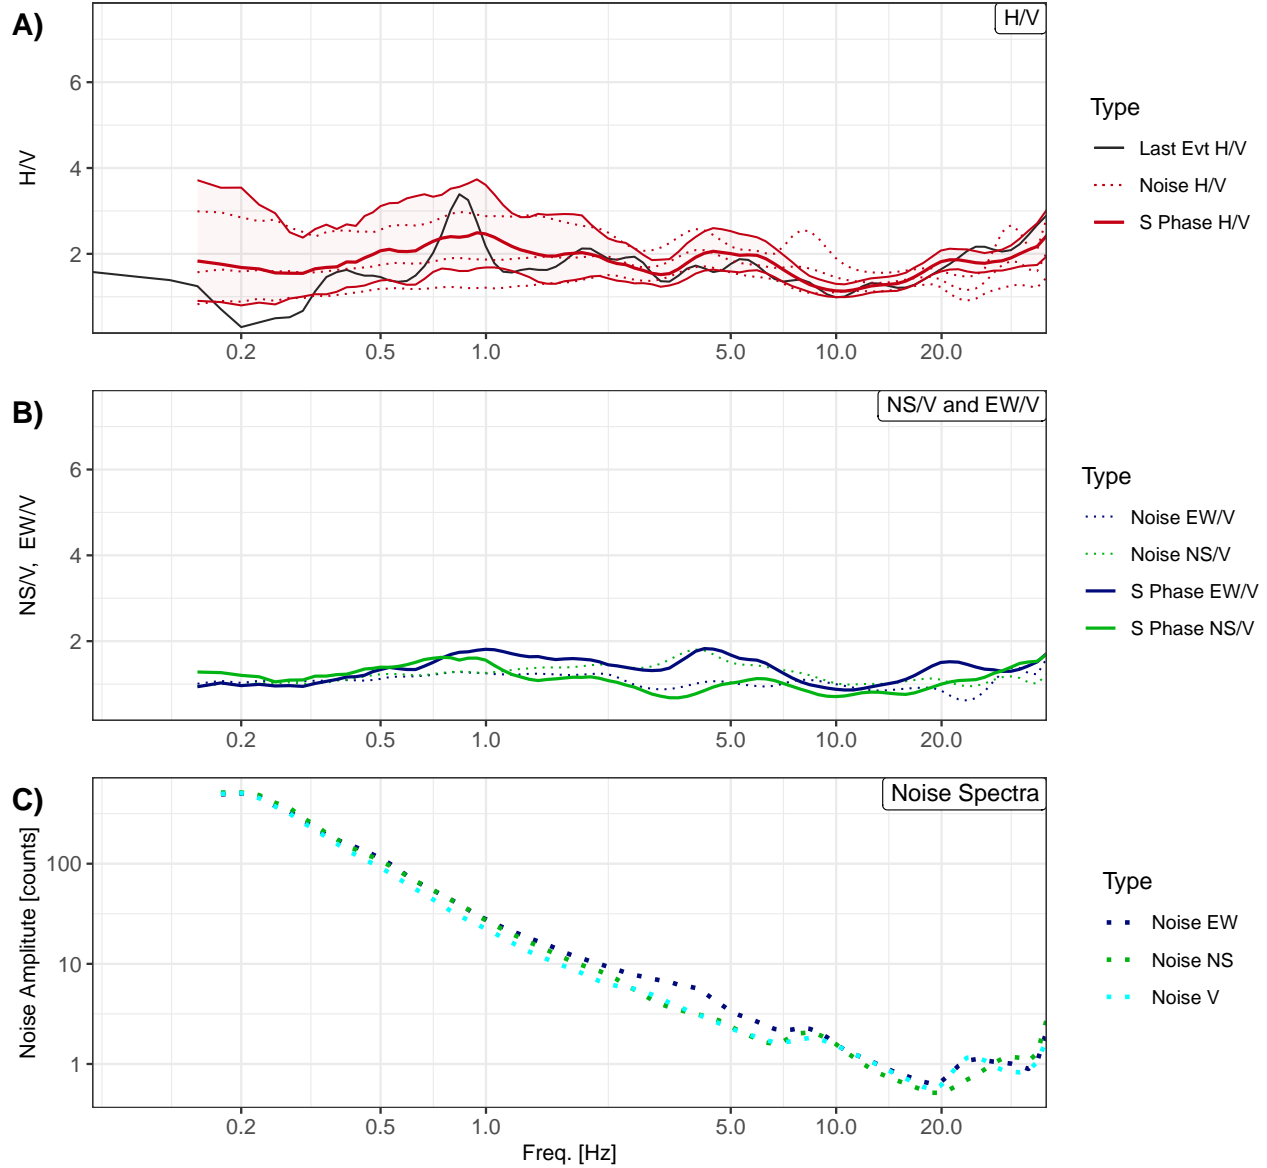 A)
H/V
6
4
2
H/V
0.2 0.5 1.0 5.0 10.0 20.0
Type
Last Evt H/V
Noise H/V
S Phase H/V
B)
NS/V and EW/V
6
4
2
NS/V,  EW/V
0.2 0.5 1.0 5.0 10.0 20.0
Type
Noise EW/V
Noise NS/V
S Phase EW/V
S Phase NS/V
C)
Noise Spectra
100
10
1
Noise Amplitute [counts]
0.2 0.5 1.0 5.0 10.0 20.0
Freq. [Hz]
Type
Noise EW
Noise NS
Noise V